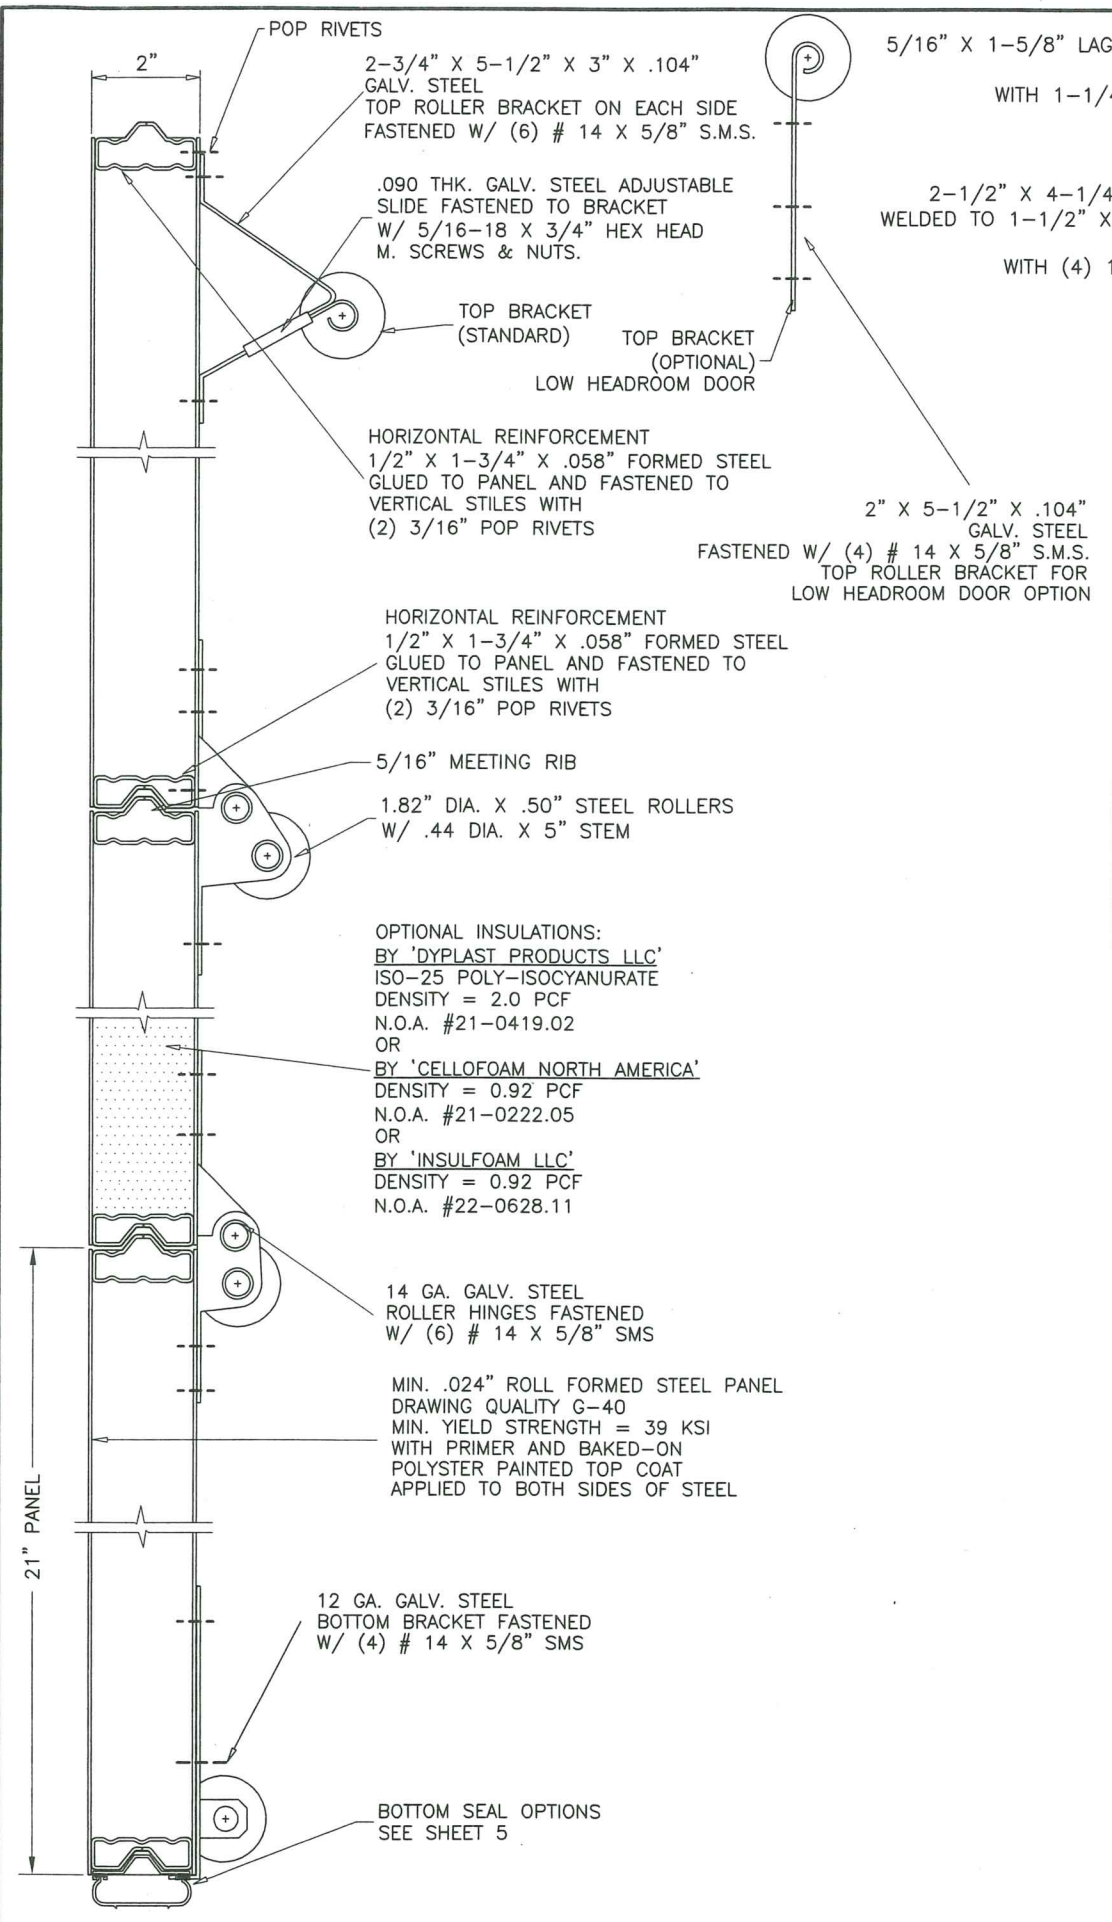 POP RIVETS
2"
2-3/4" X 5-1/2" X 3" X .104"
GALV. STEEL
TOP ROLLER BRACKET ON EACH SIDE
FASTENED W/ (6) # 14 X 5/8" S.M.S.
5/16" X 1-5/8" LAG
WITH 1-1/4
.090 THK. GALV. STEEL ADJUSTABLE
SLIDE FASTENED TO BRACKET
W/ 5/16-18 X 3/4" HEX HEAD
M. SCREWS & NUTS.
2-1/2" X 4-1/4
WELDED TO 1-1/2" X
WITH (4) 1
TOP BRACKET
(STANDARD)
TOP BRACKET
(OPTIONAL)
LOW HEADROOM DOOR
HORIZONTAL REINFORCEMENT
1/2" X 1-3/4" X .058" FORMED STEEL
GLUED TO PANEL AND FASTENED TO
VERTICAL STILES WITH
(2) 3/16" POP RIVETS
2" X 5-1/2" X .104"
GALV. STEEL
FASTENED W/ (4) # 14 X 5/8" S.M.S.
TOP ROLLER BRACKET FOR
LOW HEADROOM DOOR OPTION
HORIZONTAL REINFORCEMENT
1/2" X 1-3/4" X .058" FORMED STEEL
GLUED TO PANEL AND FASTENED TO
VERTICAL STILES WITH
(2) 3/16" POP RIVETS
5/16" MEETING RIB
1.82" DIA. X .50" STEEL ROLLERS
W/ .44 DIA. X 5" STEM
OPTIONAL INSULATIONS:
BY 'DYPLAST PRODUCTS LLC'
ISO-25 POLY-ISOCYANURATE
DENSITY = 2.0 PCF
N.O.A. #21-0419.02
OR
BY 'CELLOFOAM NORTH AMERICA'
DENSITY = 0.92 PCF
N.O.A. #21-0222.05
OR
BY 'INSULFOAM LLC'
DENSITY = 0.92 PCF
N.O.A. #22-0628.11
14 GA. GALV. STEEL
ROLLER HINGES FASTENED
W/ (6) # 14 X 5/8" SMS
MIN. .024" ROLL FORMED STEEL PANEL
DRAWING QUALITY G-40
MIN. YIELD STRENGTH = 39 KSI
WITH PRIMER AND BAKED-ON
POLYSTER PAINTED TOP COAT
APPLIED TO BOTH SIDES OF STEEL
21" PANEL
12 GA. GALV. STEEL
BOTTOM BRACKET FASTENED
W/ (4) # 14 X 5/8" SMS
BOTTOM SEAL OPTIONS
SEE SHEET 5